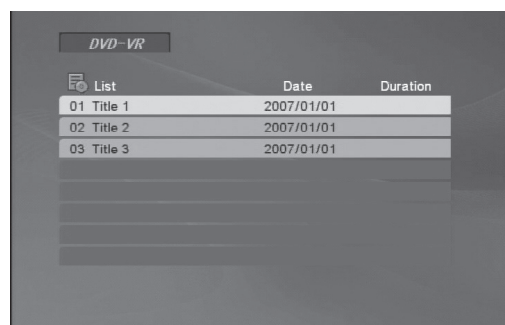 DVD-VR
List Date Duration
01 Title 1 2007/01/01
02 Title 2 2007/01/01
03 Title 3 2007/01/01